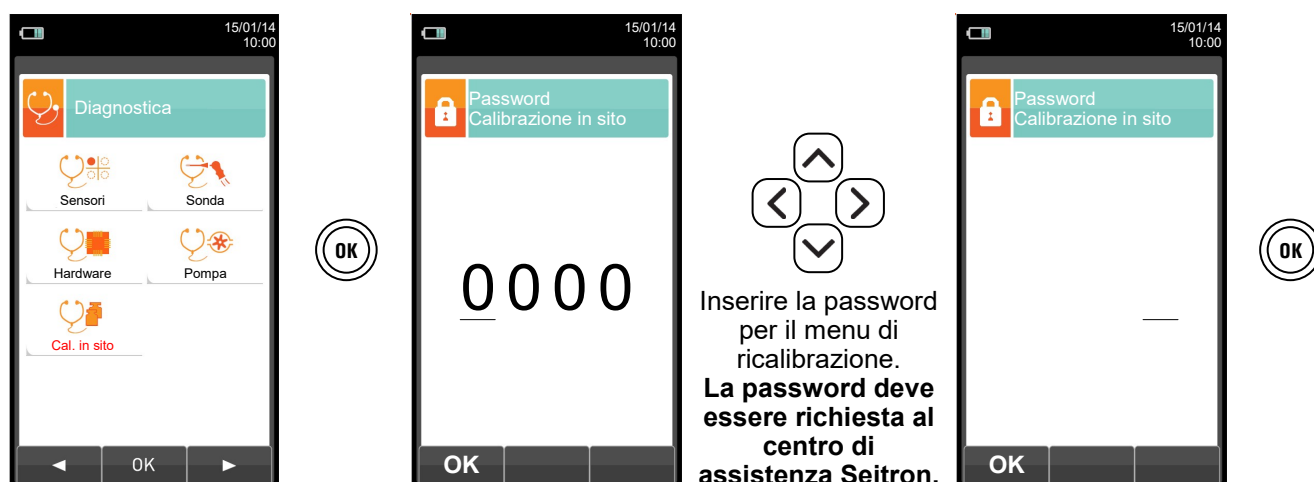 15/01/14
10:00
Diagnostica
Sensori
Sonda
Hardware
Pompa
Cal. in sito
OK
OK
15/01/14
10:00
Password
Calibrazione in sito
0000
OK
Inserire la password
per il menu di
ricalibrazione.
La password deve
essere richiesta al
centro di
assistenza Seitron.
15/01/14
10:00
Password
Calibrazione in sito
OK
OK